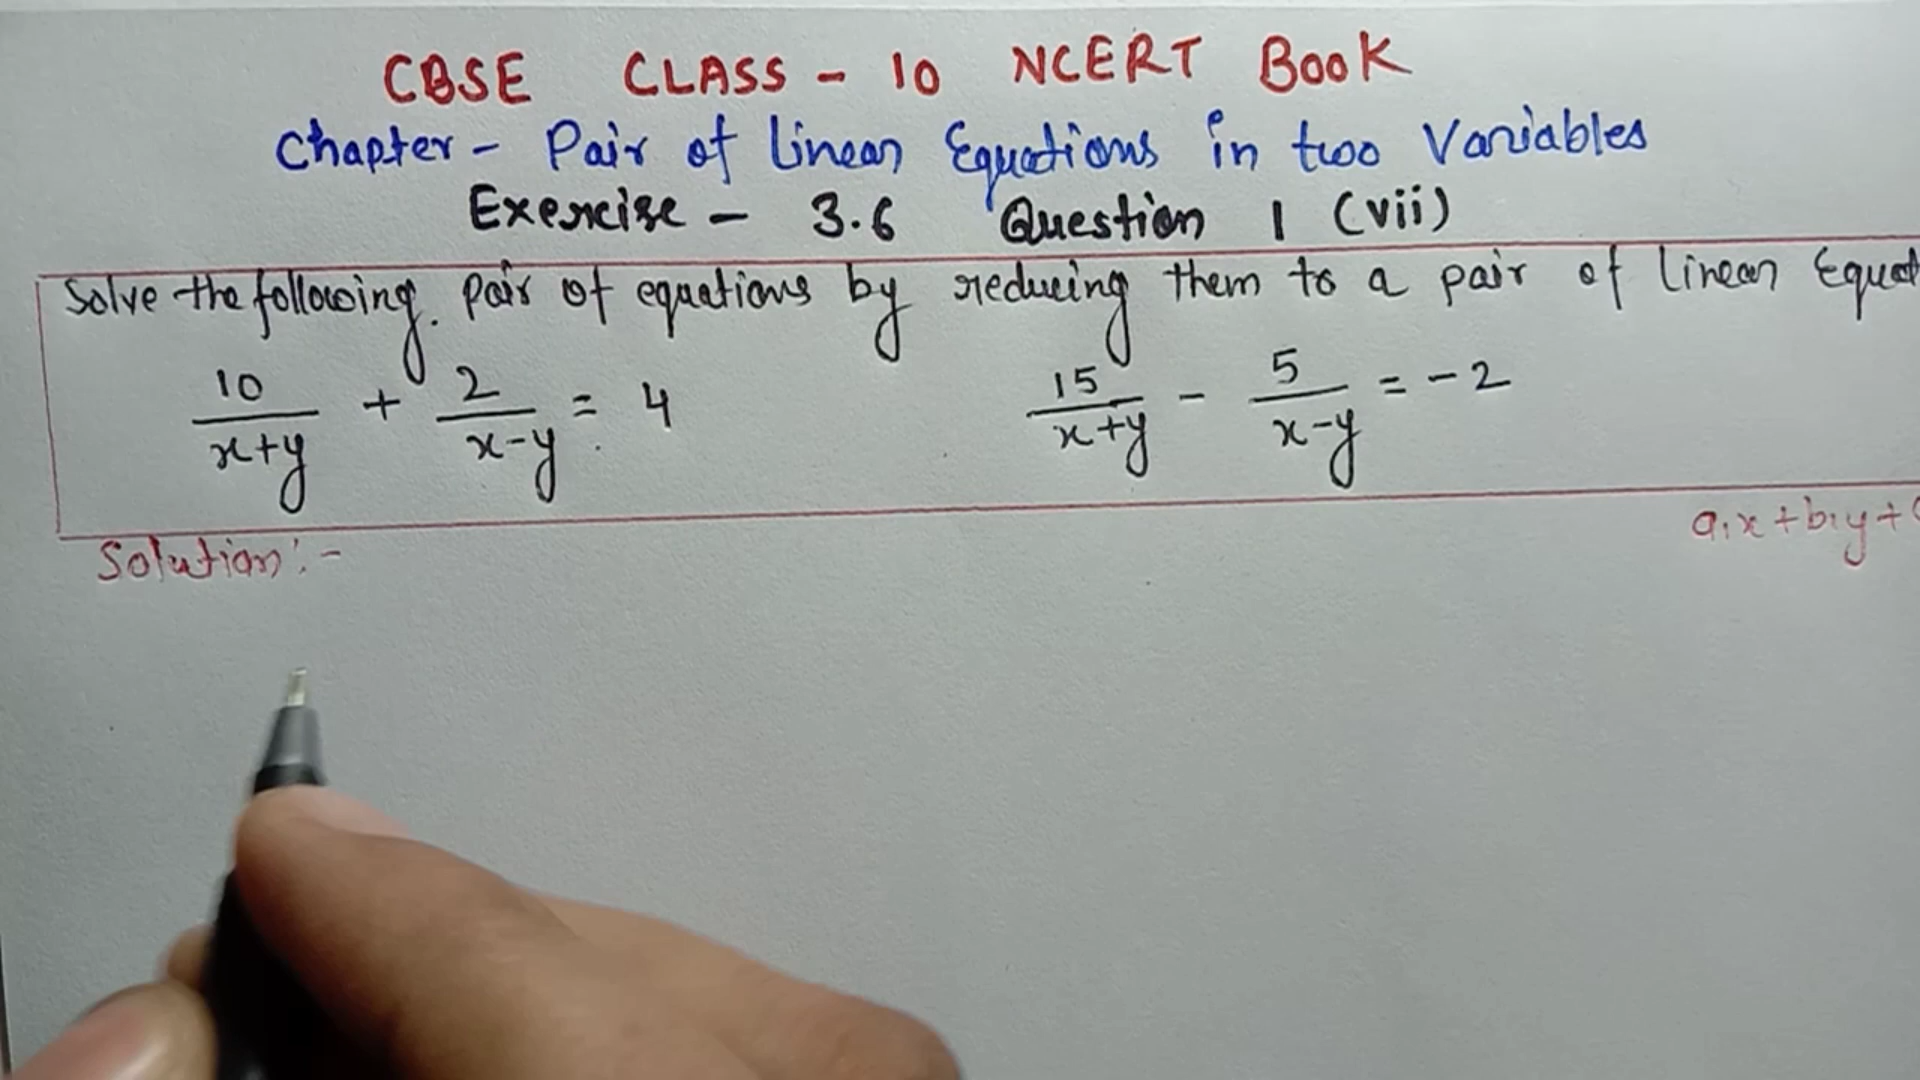 CBSE CLASS - 10 NCERT Book
Chapter - Pair of Linear Equations in two Variables
Exercise - 3.6 Question 1 (vii)
Solve the following pair of equations by reducing them to a pair of linear Equat
10/x+y + 2/x-y = 4 15/x+y - 5/x-y = -2
Solution:- a₁x+b₁y+